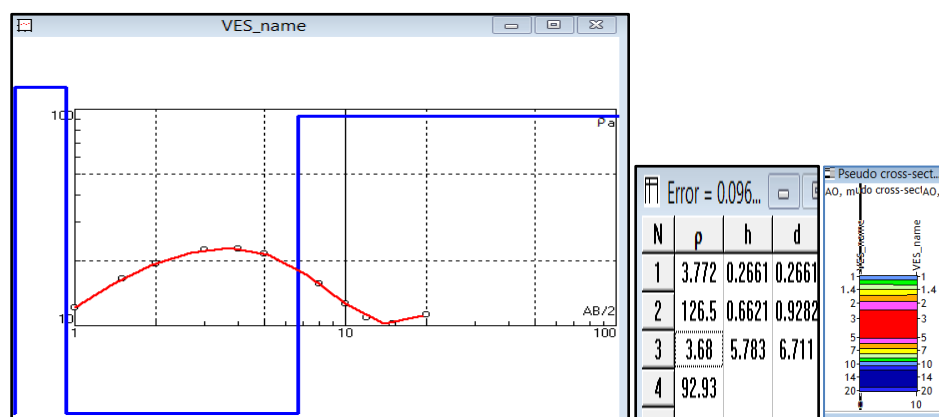 VES_name
100
Pa
10
AB/2
1
10
100
Error = 0.096...
N ρ h d
1 3.772 0.2661 0.2661
2 126.5 0.6621 0.9282
3 3.68 5.783 6.711
4 92.93
Pseudo cross-sect...
VES_name
VES_name
1 1
1.4 1.4
2 2
3 3
5 5
7 7
10 10
14 14
20 20
10